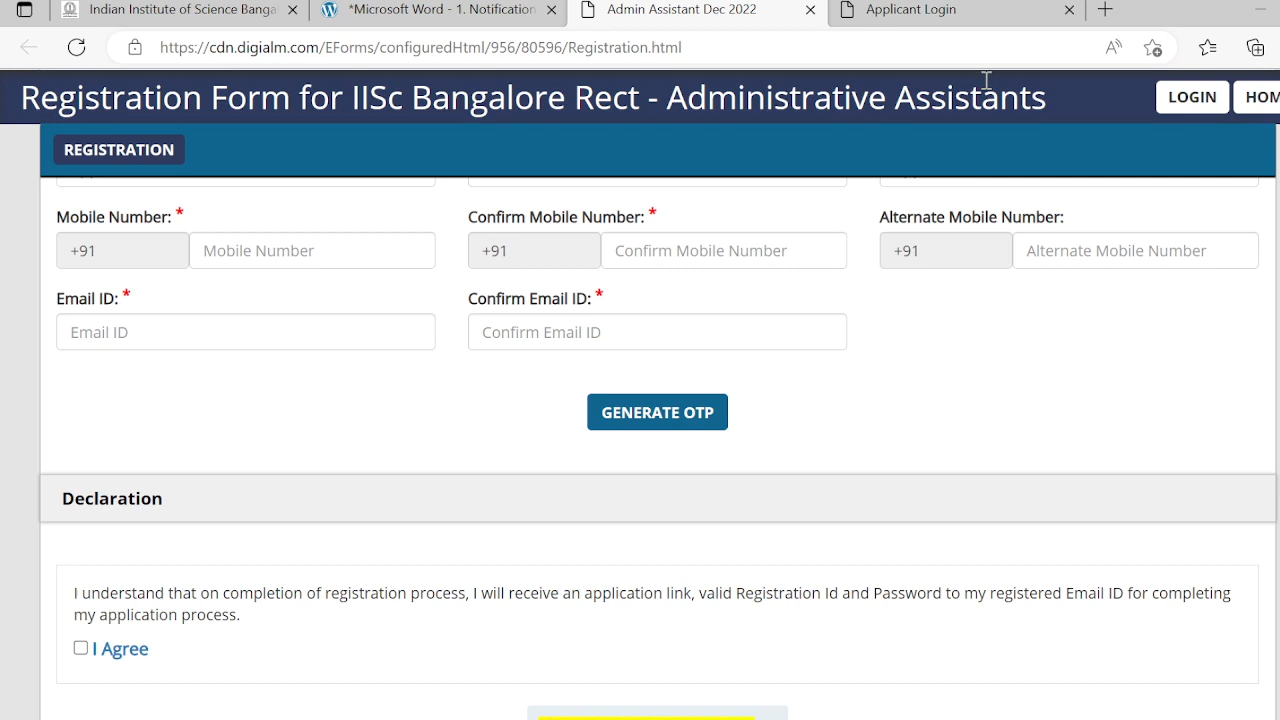 Indian Institute of Science Banga
*Microsoft Word - 1. Notification
Admin Assistant Dec 2022
Applicant Login
https://cdn.digialm.com/EForms/configuredHtml/956/80596/Registration.html
Registration Form for IISc Bangalore Rect - Administrative Assistants
LOGIN
HOM
REGISTRATION
Mobile Number: *
Confirm Mobile Number: *
Alternate Mobile Number:
+91
Mobile Number
+91
Confirm Mobile Number
+91
Alternate Mobile Number
Email ID: *
Confirm Email ID: *
Email ID
Confirm Email ID
GENERATE OTP
Declaration
I understand that on completion of registration process, I will receive an application link, valid Registration Id and Password to my registered Email ID for completing
my application process.
I Agree